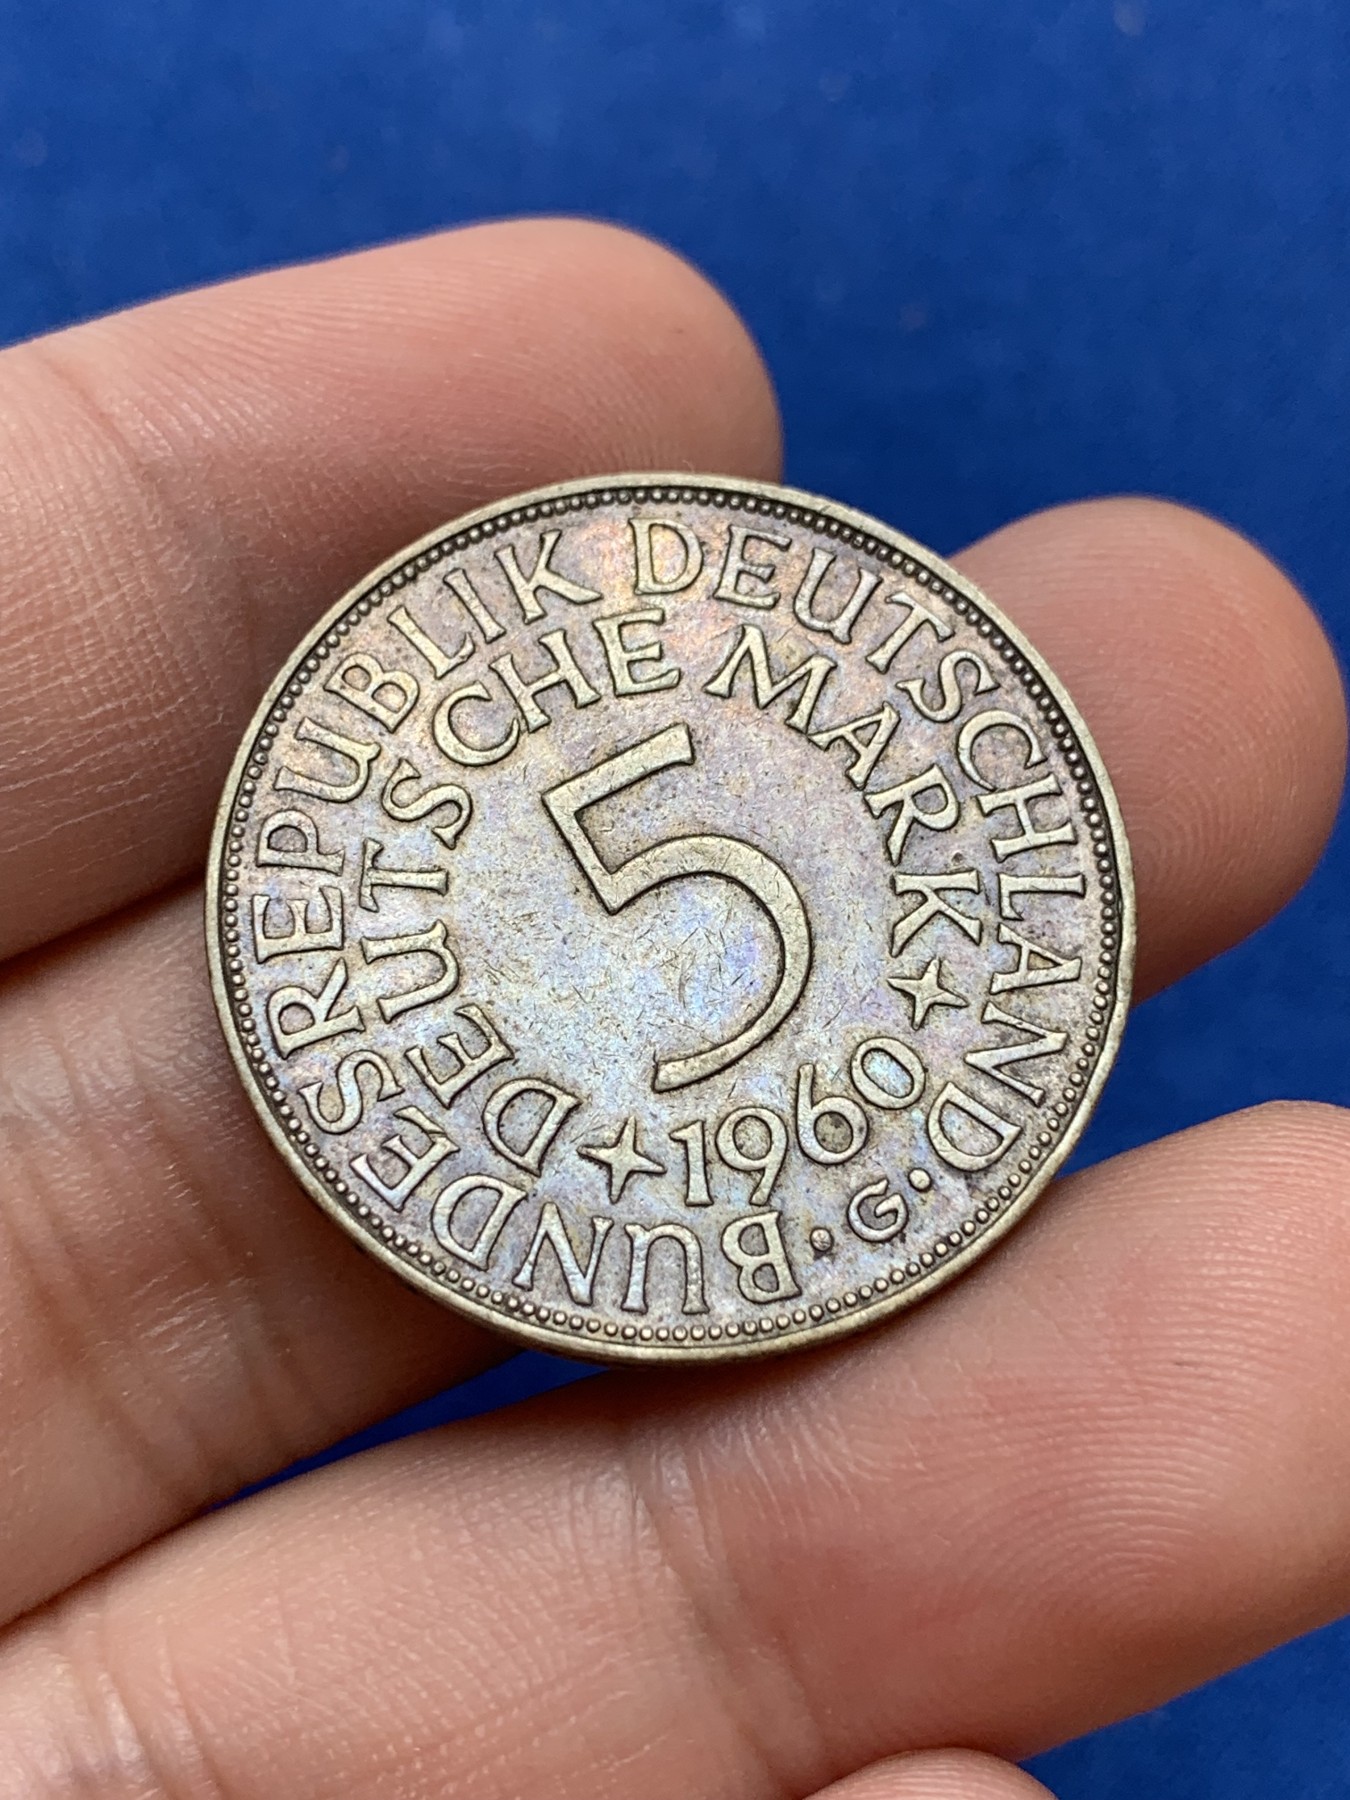 BUNDESREPUBLIK DEUTSCHLAND
DEUTSCHE MARK
5
1960
G